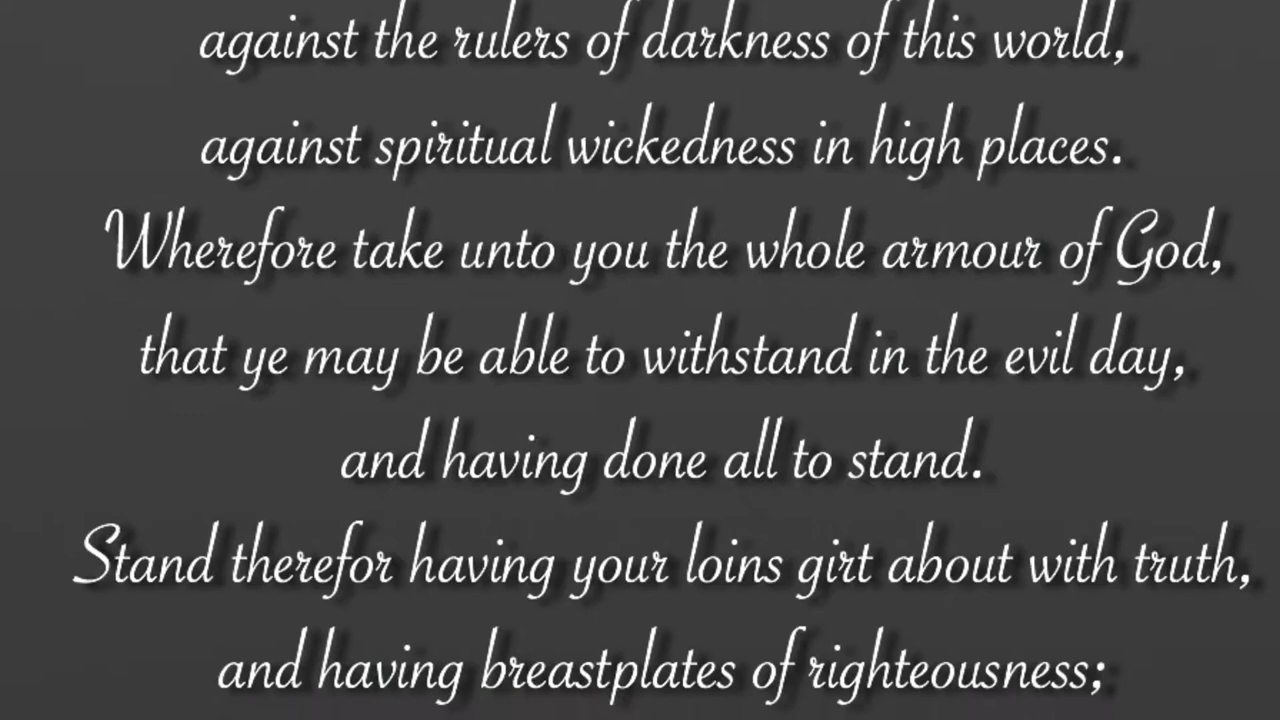 against the rulers of darkness of this world,
against spiritual wickedness in high places.
Wherefore take unto you the whole armour of God,
that ye may be able to withstand in the evil day,
and having done all to stand.
Stand therefor having your loins girt about with truth,
and having breastplates of righteousness;